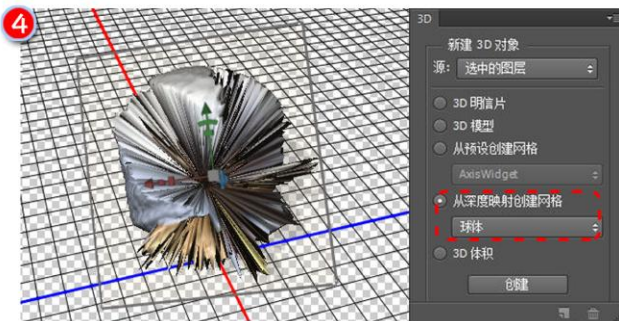 4
3D
新建 3D 对象
源: 选中的图层
3D 明信片
3D 模型
从预设创建网格
AxisWidget
从深度映射创建网格
球体
3D 体积
创建